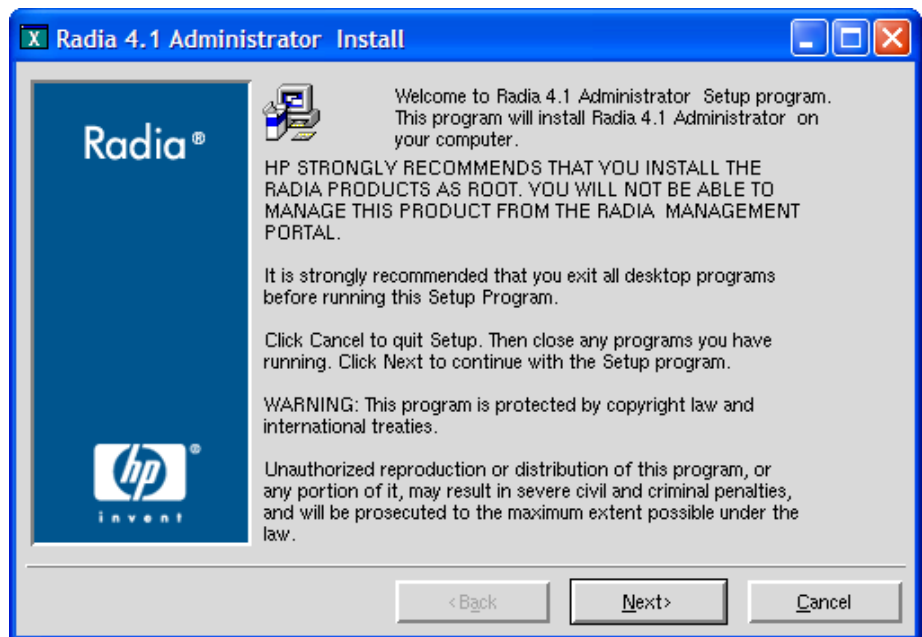 X Radia 4.1 Administrator Install
Radia®
Welcome to Radia 4.1 Administrator Setup program.
This program will install Radia 4.1 Administrator on
your computer.
HP STRONGLY RECOMMENDS THAT YOU INSTALL THE
RADIA PRODUCTS AS ROOT. YOU WILL NOT BE ABLE TO
MANAGE THIS PRODUCT FROM THE RADIA MANAGEMENT
PORTAL.
It is strongly recommended that you exit all desktop programs
before running this Setup Program.
Click Cancel to quit Setup. Then close any programs you have
running. Click Next to continue with the Setup program.
WARNING: This program is protected by copyright law and
international treaties.
Unauthorized reproduction or distribution of this program, or
any portion of it, may result in severe civil and criminal penalties,
and will be prosecuted to the maximum extent possible under the
law.
hp®
invent
<Back
Next>
Cancel